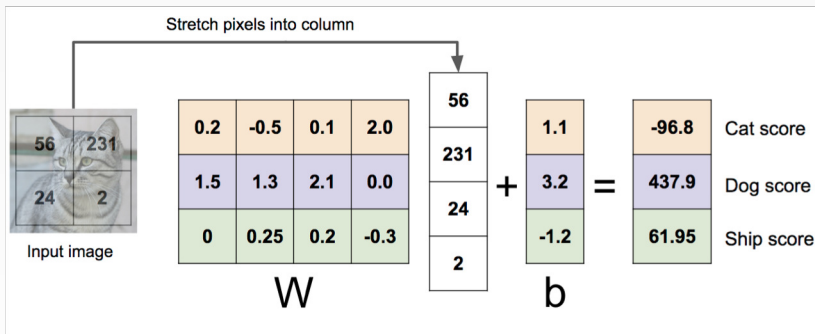 Stretch pixels into column
56 231
24 2
Input image
0.2 -0.5 0.1 2.0
1.5 1.3 2.1 0.0
0 0.25 0.2 -0.3
W
56
231
24
2
+
1.1
3.2
-1.2
b
=
-96.8 Cat score
437.9 Dog score
61.95 Ship score